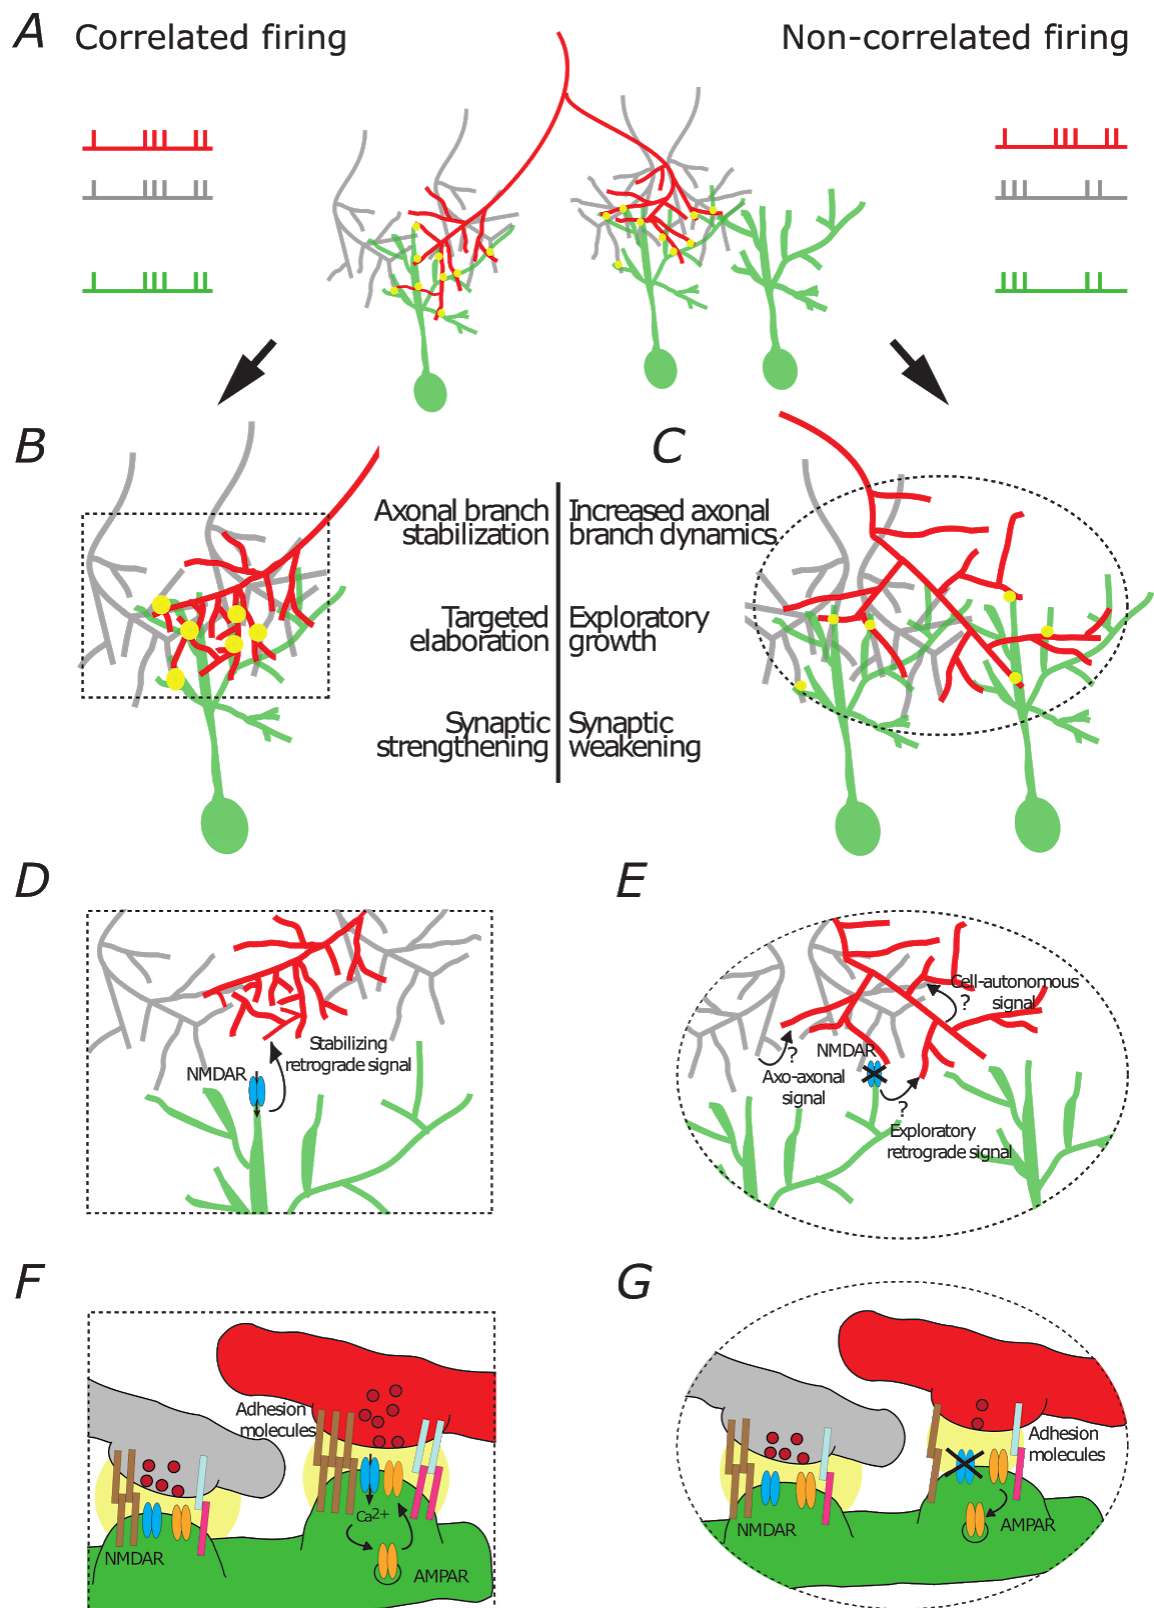 A
Correlated firing
Non-correlated firing
B
C
Axonal branch
stabilization
Increased axonal
branch dynamics
Targeted
elaboration
Exploratory
growth
Synaptic
strengthening
Synaptic
weakening
D
E
Stabilizing
retrograde signal
NMDAR
Cell-autonomous
signal
?
?
NMDAR
Axo-axonal
signal
?
Exploratory
retrograde signal
F
G
Adhesion
molecules
Ca2+
NMDAR
AMPAR
Adhesion
molecules
NMDAR
AMPAR